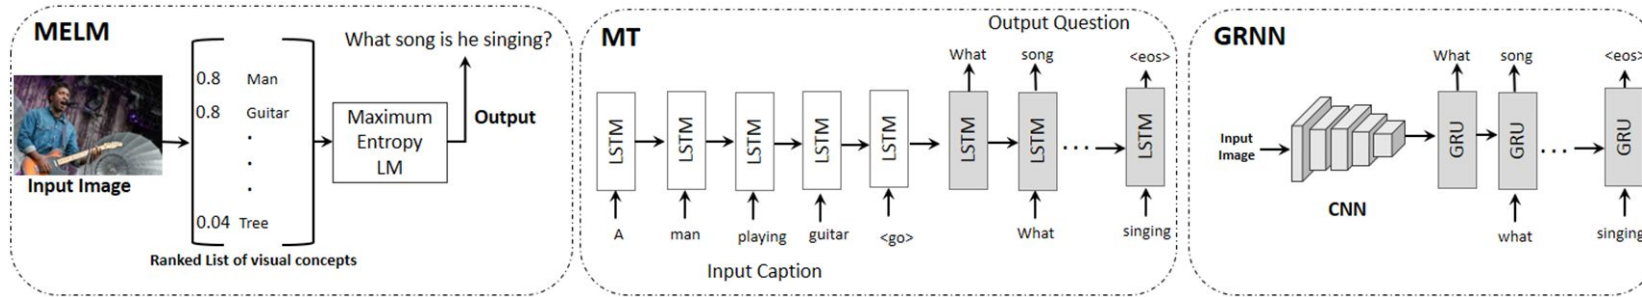 MELM
What song is he singing?
0.8 Man
0.8 Guitar
.
.
.
0.04 Tree
Input Image
Maximum
Entropy
LM
Output
Ranked List of visual concepts
MT
Output Question
What song <eos>
LSTM LSTM LSTM LSTM LSTM LSTM LSTM ... LSTM
A man playing guitar <go> What singing
Input Caption
GRNN
What song <eos>
Input
Image
GRU GRU ... GRU
CNN
what singing